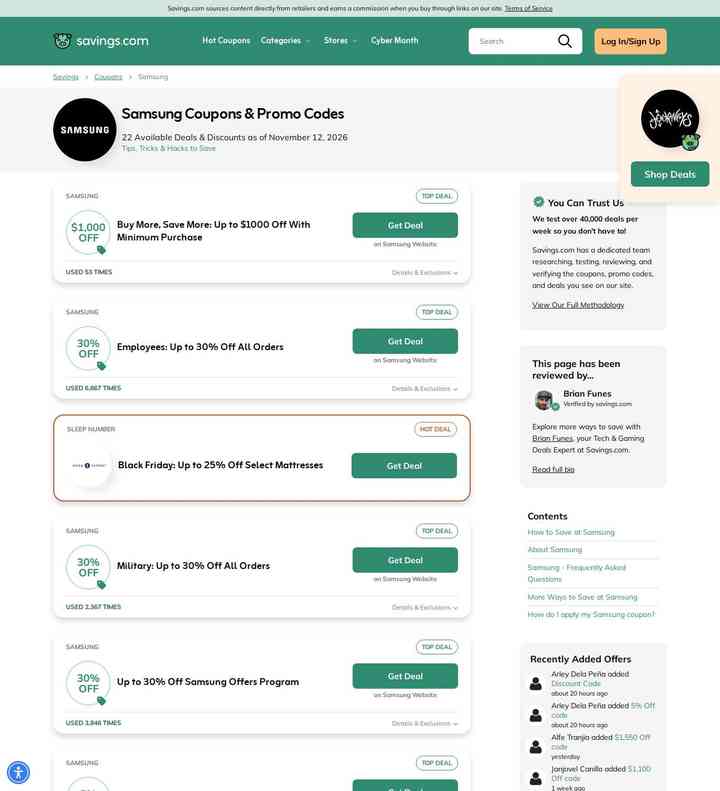 Savings.com sources content directly from retailers and earns a commission when you buy through links on our site. Terms of Service
savings.com
Hot Coupons
Categories
Stores
Cyber Month
Search
Log In/Sign Up
Savings > Coupons > Samsung
SAMSUNG
Samsung Coupons & Promo Codes
22 Available Deals & Discounts as of November 12, 2026
Tips, Tricks & Hacks to Save
Journeys
Shop Deals
SAMSUNG
TOP DEAL
$1,000
OFF
Buy More, Save More: Up to $1000 Off With
Minimum Purchase
Get Deal
on Samsung Website
USED 53 TIMES
Details & Exclusions
SAMSUNG
TOP DEAL
30%
OFF
Employees: Up to 30% Off All Orders
Get Deal
on Samsung Website
USED 6,667 TIMES
Details & Exclusions
SLEEP NUMBER
HOT DEAL
Black Friday: Up to 25% Off Select Mattresses
Get Deal
SAMSUNG
TOP DEAL
30%
OFF
Military: Up to 30% Off All Orders
Get Deal
on Samsung Website
USED 2,367 TIMES
Details & Exclusions
SAMSUNG
TOP DEAL
30%
OFF
Up to 30% Off Samsung Offers Program
Get Deal
on Samsung Website
USED 3,846 TIMES
Details & Exclusions
SAMSUNG
TOP DEAL
You Can Trust Us
We test over 40,000 deals per
week so you don't have to!
Savings.com has a dedicated team
researching, testing, reviewing, and
verifying the coupons, promo codes,
and deals you see on our site.
View Our Full Methodology
This page has been
reviewed by...
Brian Funes
Verified by savings.com
Explore more ways to save with
Brian Funes, your Tech & Gaming
Deals Expert at Savings.com.
Read full bio
Contents
How to Save at Samsung
About Samsung
Samsung - Frequently Asked
Questions
More Ways to Save at Samsung
How do I apply my Samsung coupon?
Recently Added Offers
Arley Dela Peña added
Discount Code
about 20 hours ago
Arley Dela Peña added 5% Off
code
about 20 hours ago
Alfe Tranjia added $1,550 Off
code
yesterday
Janjovel Canilla added $1,100
Off code
1 week ago